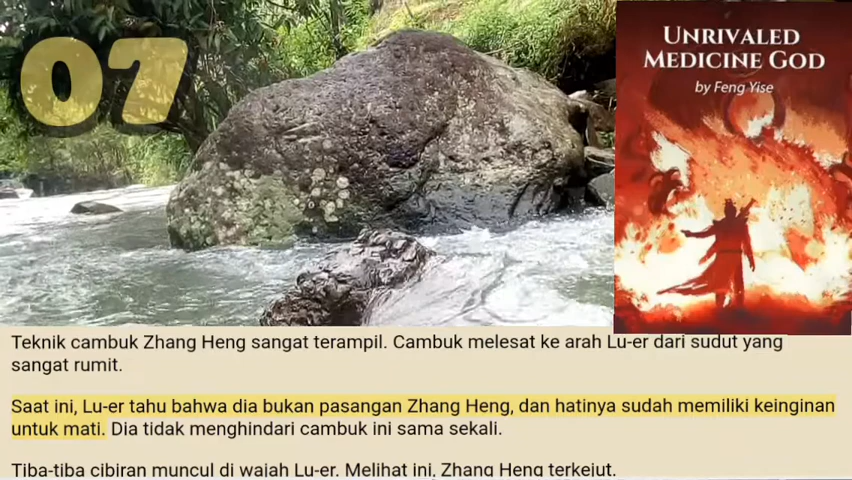 07
UNRIVALED
MEDICINE GOD
by Feng Yise
Teknik cambuk Zhang Heng sangat terampil. Cambuk melesat ke arah Lu-er dari sudut yang
sangat rumit.
Saat ini, Lu-er tahu bahwa dia bukan pasangan Zhang Heng, dan hatinya sudah memiliki keinginan
untuk mati. Dia tidak menghindari cambuk ini sama sekali.
Tiba-tiba cibiran muncul di wajah Lu-er. Melihat ini, Zhang Heng terkejut.